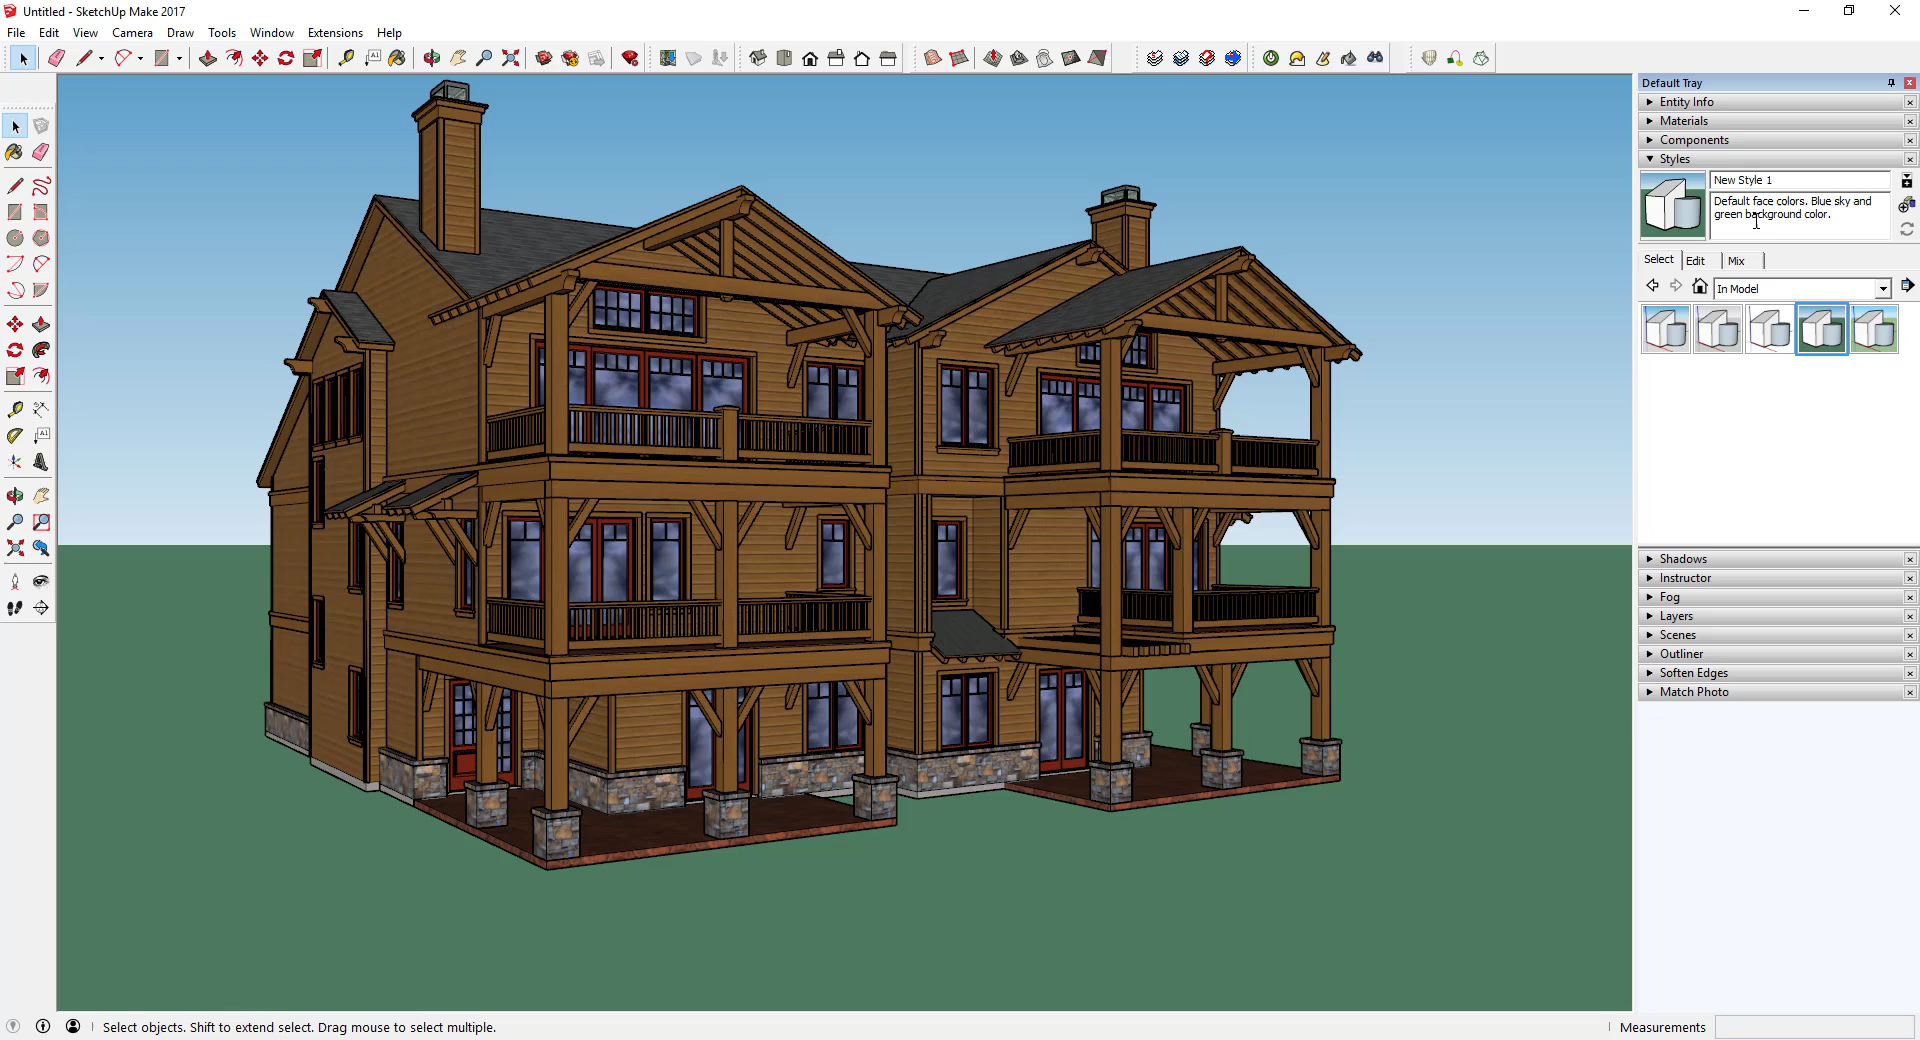 Untitled - SketchUp Make 2017
File Edit View Camera Draw Tools Window Extensions Help
Default Tray
Entity Info
Materials
Components
Styles
New Style 1
Default face colors. Blue sky and
green background color.
Select Edit Mix
In Model
Shadows
Instructor
Fog
Layers
Scenes
Outliner
Soften Edges
Match Photo
Select objects. Shift to extend select. Drag mouse to select multiple.
Measurements